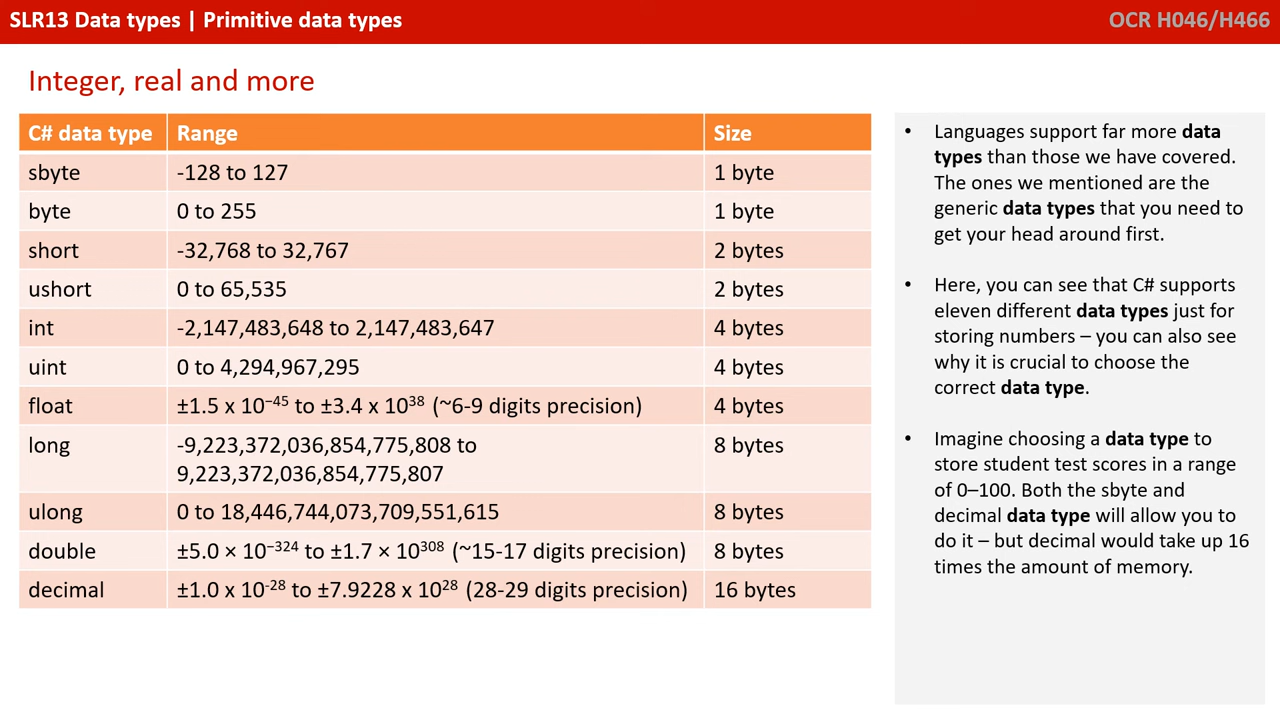 SLR13 Data types | Primitive data types
OCR H046/H466
Integer, real and more
C# data type Range Size
sbyte -128 to 127 1 byte
byte 0 to 255 1 byte
short -32,768 to 32,767 2 bytes
ushort 0 to 65,535 2 bytes
int -2,147,483,648 to 2,147,483,647 4 bytes
uint 0 to 4,294,967,295 4 bytes
float ±1.5 x 10⁻⁴⁵ to ±3.4 x 10³⁸ (~6-9 digits precision) 4 bytes
long -9,223,372,036,854,775,808 to 8 bytes
9,223,372,036,854,775,807
ulong 0 to 18,446,744,073,709,551,615 8 bytes
double ±5.0 × 10⁻³²⁴ to ±1.7 × 10³⁰⁸ (~15-17 digits precision) 8 bytes
decimal ±1.0 x 10⁻²⁸ to ±7.9228 x 10²⁸ (28-29 digits precision) 16 bytes
• Languages support far more data
types than those we have covered.
The ones we mentioned are the
generic data types that you need to
get your head around first.
• Here, you can see that C# supports
eleven different data types just for
storing numbers – you can also see
why it is crucial to choose the
correct data type.
• Imagine choosing a data type to
store student test scores in a range
of 0–100. Both the sbyte and
decimal data type will allow you to
do it – but decimal would take up 16
times the amount of memory.